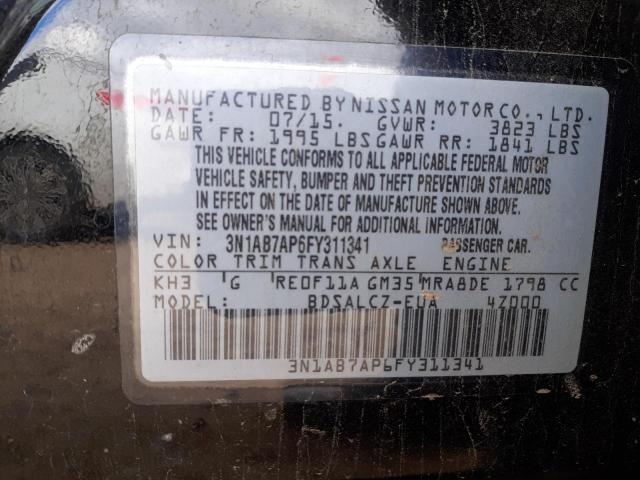 MANUFACTURED BY NISSAN MOTOR CO., LTD.
DATE: 07/15. GVWR: 3823 LBS
GAWR FR: 1995 LBS GAWR RR: 1841 LBS
THIS VEHICLE CONFORMS TO ALL APPLICABLE FEDERAL MOTOR
VEHICLE SAFETY, BUMPER AND THEFT PREVENTION STANDARDS
IN EFFECT ON THE DATE OF MANUFACTURE SHOWN ABOVE.
SEE OWNER'S MANUAL FOR ADDITIONAL INFORMATION.
VIN: 3N1AB7AP6FY311341 PASSENGER CAR.
COLOR TRIM TRANS AXLE ENGINE
KH3 G RE0F11A GM35 MRA8DE 1798 CC
MODEL: BDSALCZ-EUA 4Z000
3N1AB7AP6FY311341